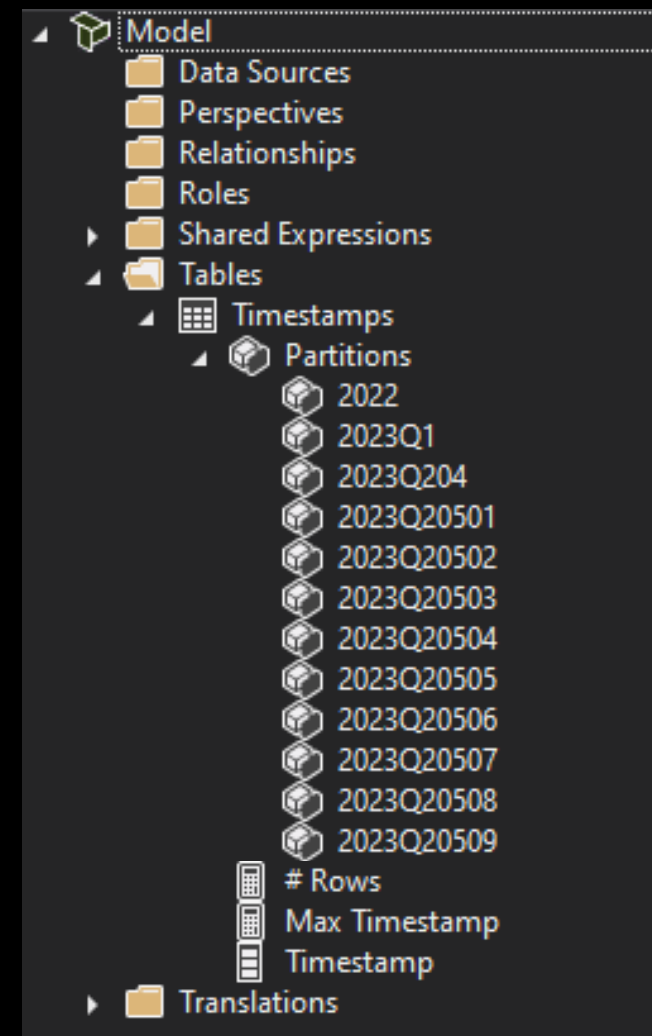 Model
Data Sources
Perspectives
Relationships
Roles
Shared Expressions
Tables
Timestamps
Partitions
2022
2023Q1
2023Q204
2023Q20501
2023Q20502
2023Q20503
2023Q20504
2023Q20505
2023Q20506
2023Q20507
2023Q20508
2023Q20509
# Rows
Max Timestamp
Timestamp
Translations